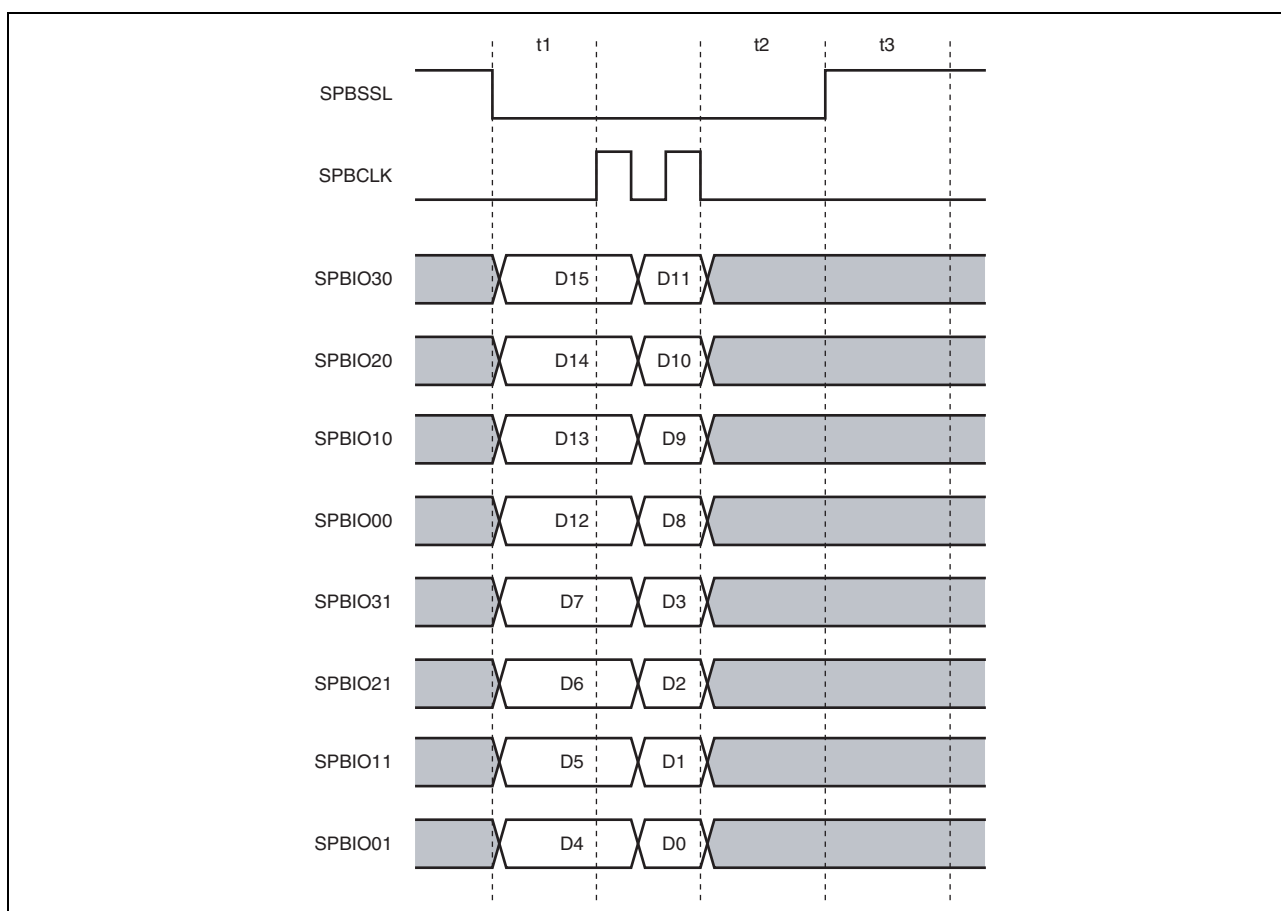 t1 t2 t3
SPBSSL
SPBCLK
SPBIO30 D15 D11
SPBIO20 D14 D10
SPBIO10 D13 D9
SPBIO00 D12 D8
SPBIO31 D7 D3
SPBIO21 D6 D2
SPBIO11 D5 D1
SPBIO01 D4 D0